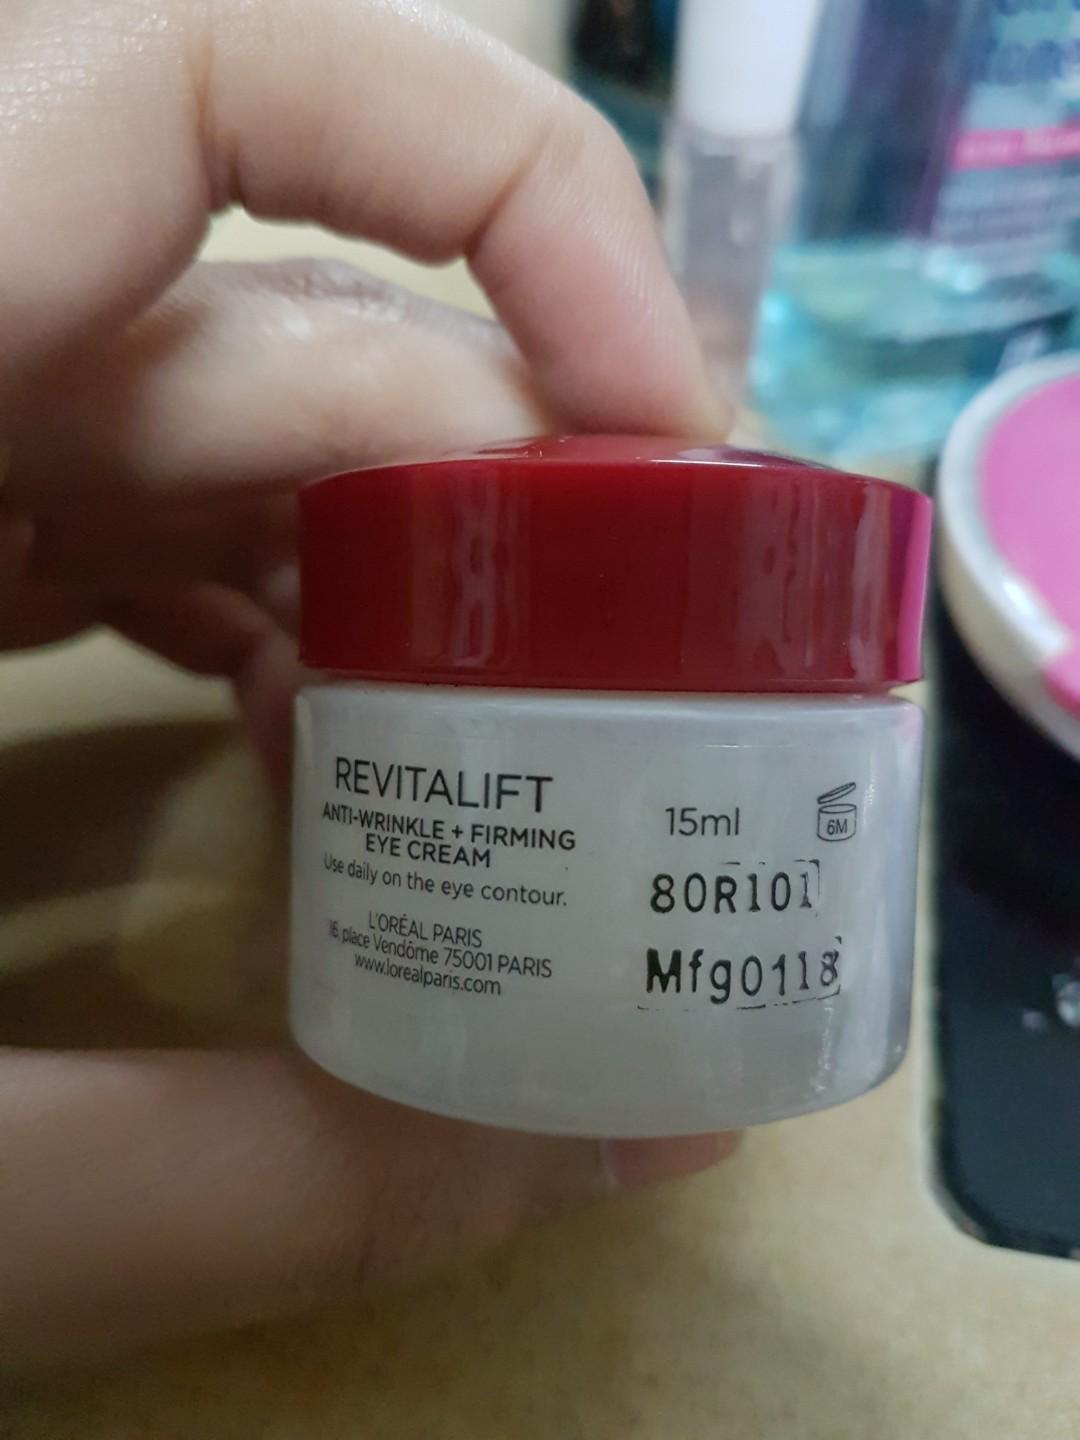 REVITALIFT
ANTI-WRINKLE + FIRMING
EYE CREAM
Use daily on the eye contour.
L'ORÉAL PARIS
16, place Vendôme 75001 PARIS
www.lorealparis.com
15ml
6M
80R101
Mfg0118